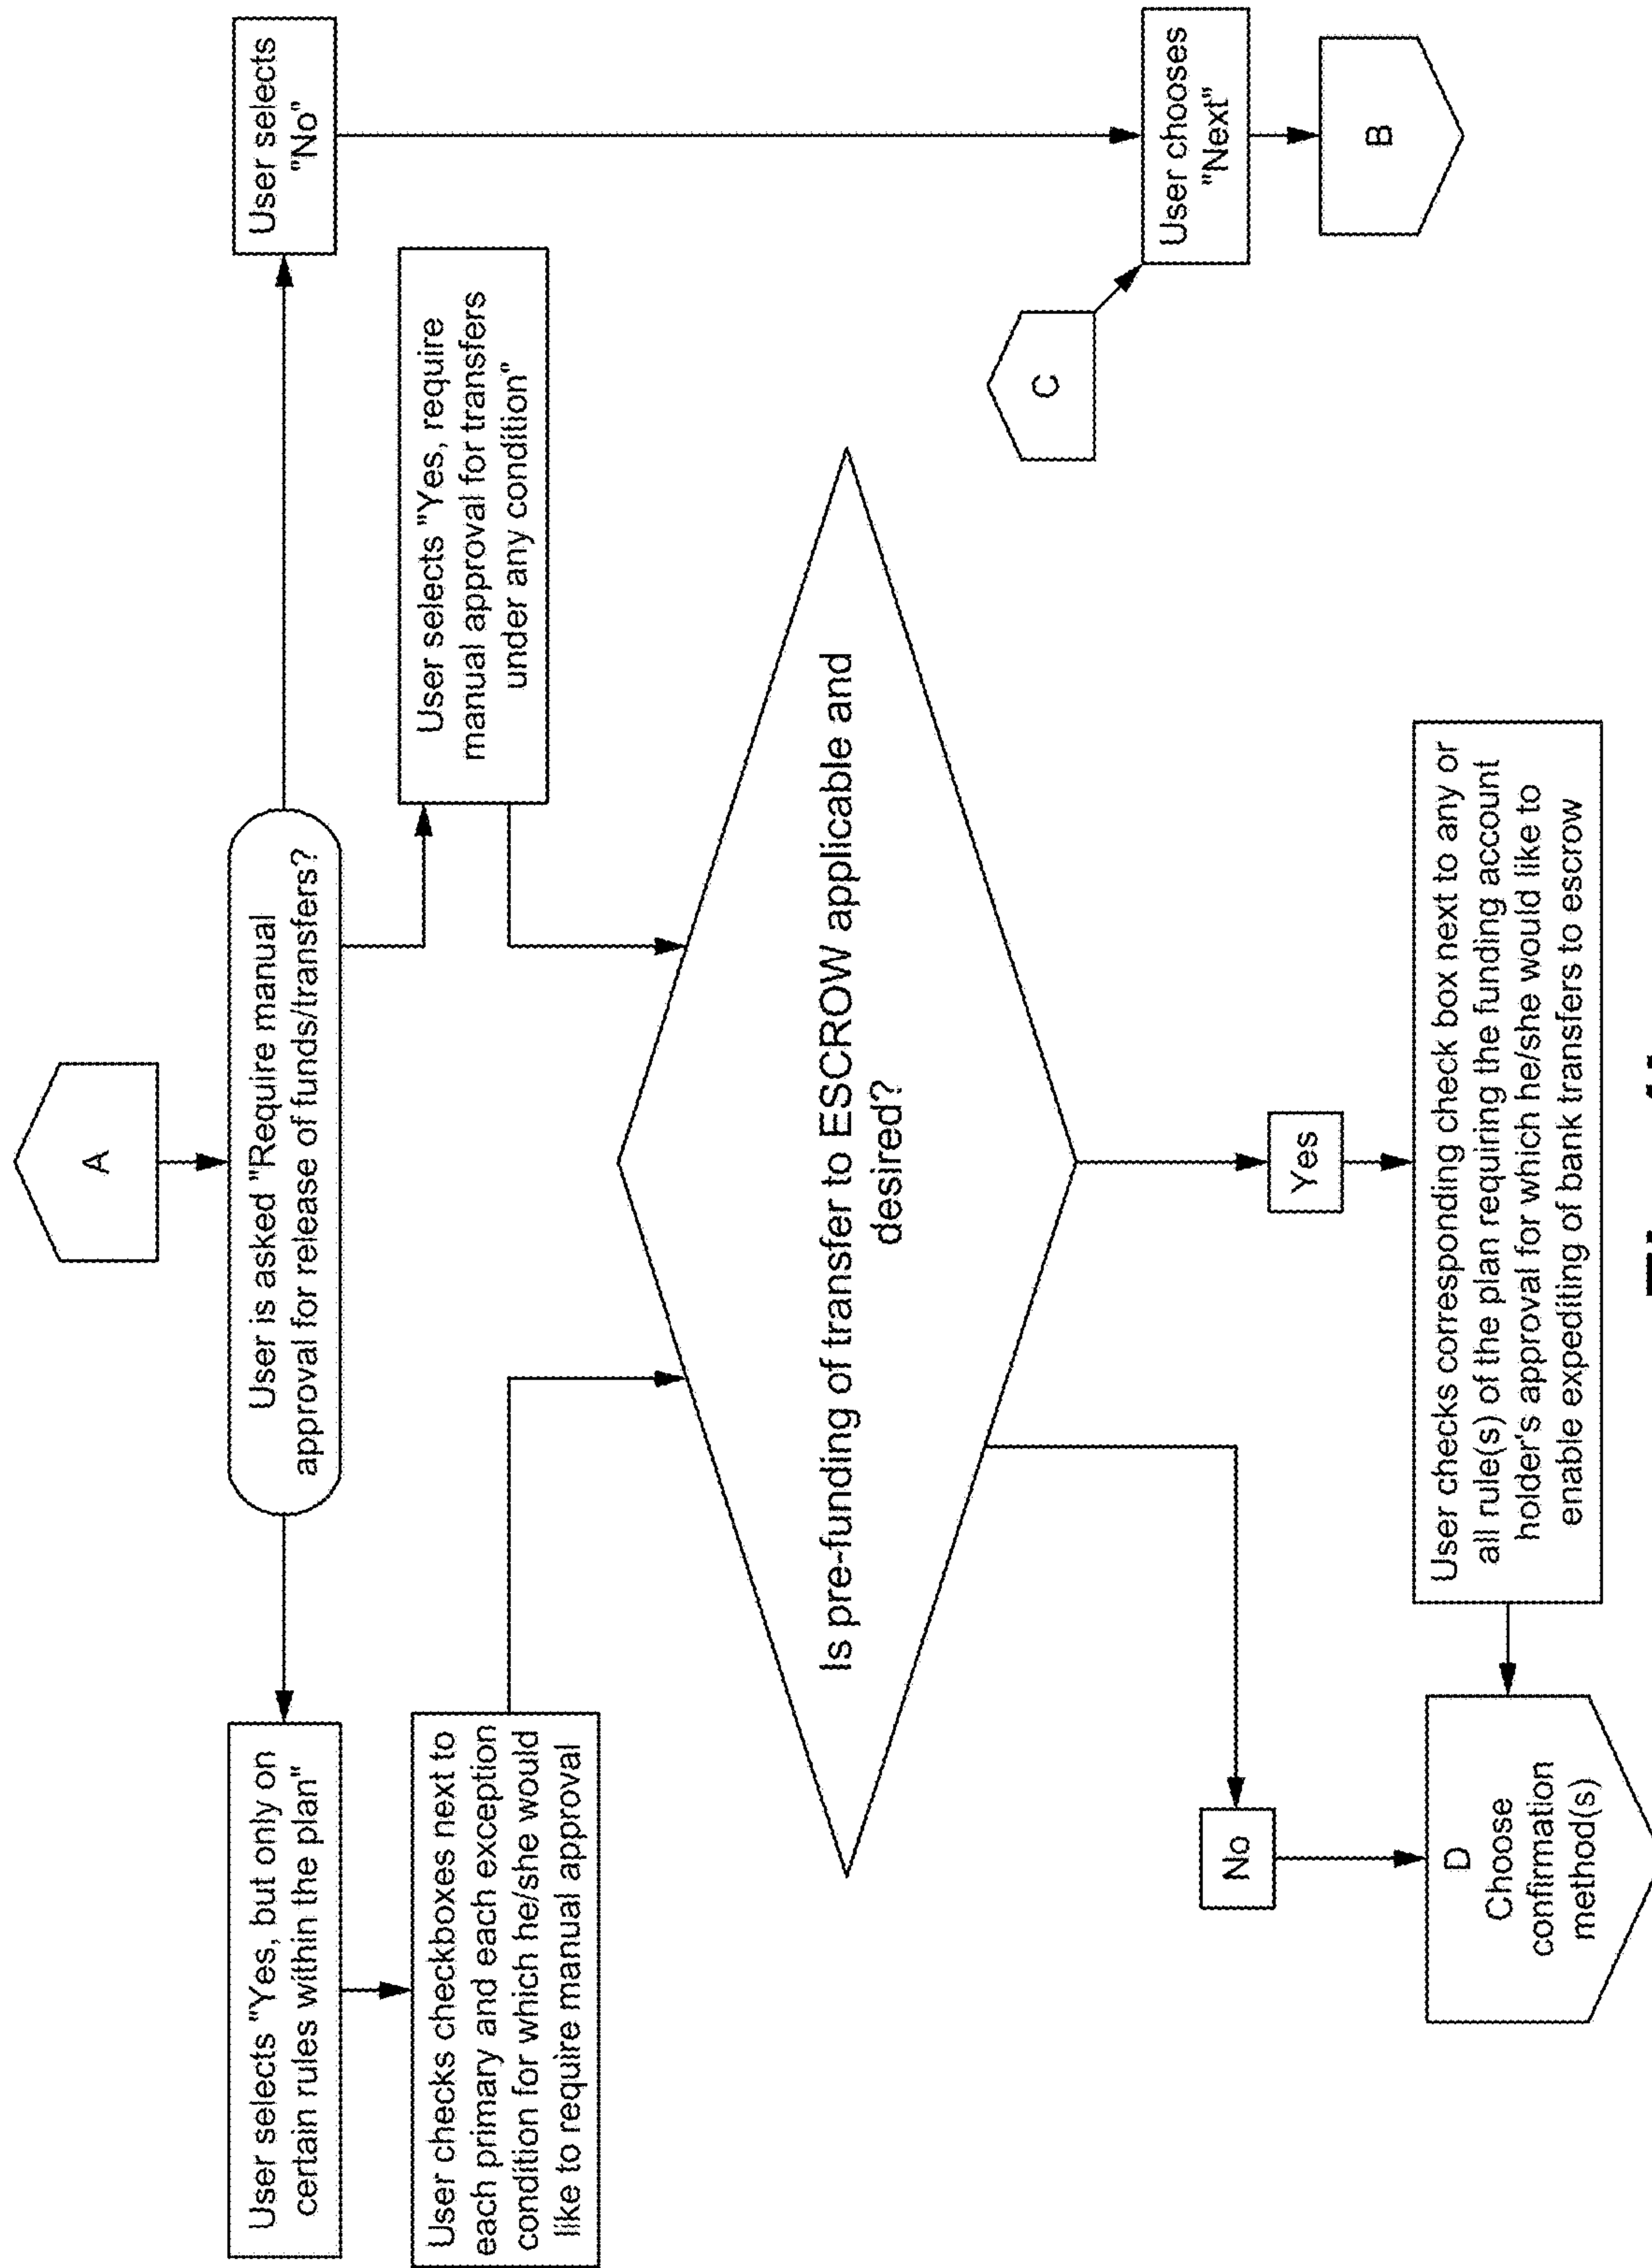 A
User is asked "Require manual
approval for release of funds/transfers?
User selects "Yes, but only on
certain rules within the plan"
User selects
"No"
User checks checkboxes next to
each primary and each exception
condition for which he/she would
like to require manual approval
User selects "Yes, require
manual approval for transfers
under any condition"
Is pre-funding of transfer to ESCROW applicable and
desired?
C
User chooses
"Next"
B
No
Yes
D
Choose
confirmation
method(s)
User checks corresponding check box next to any or
all rule(s) of the plan requiring the funding account
holder's approval for which he/she would like to
enable expediting of bank transfers to escrow